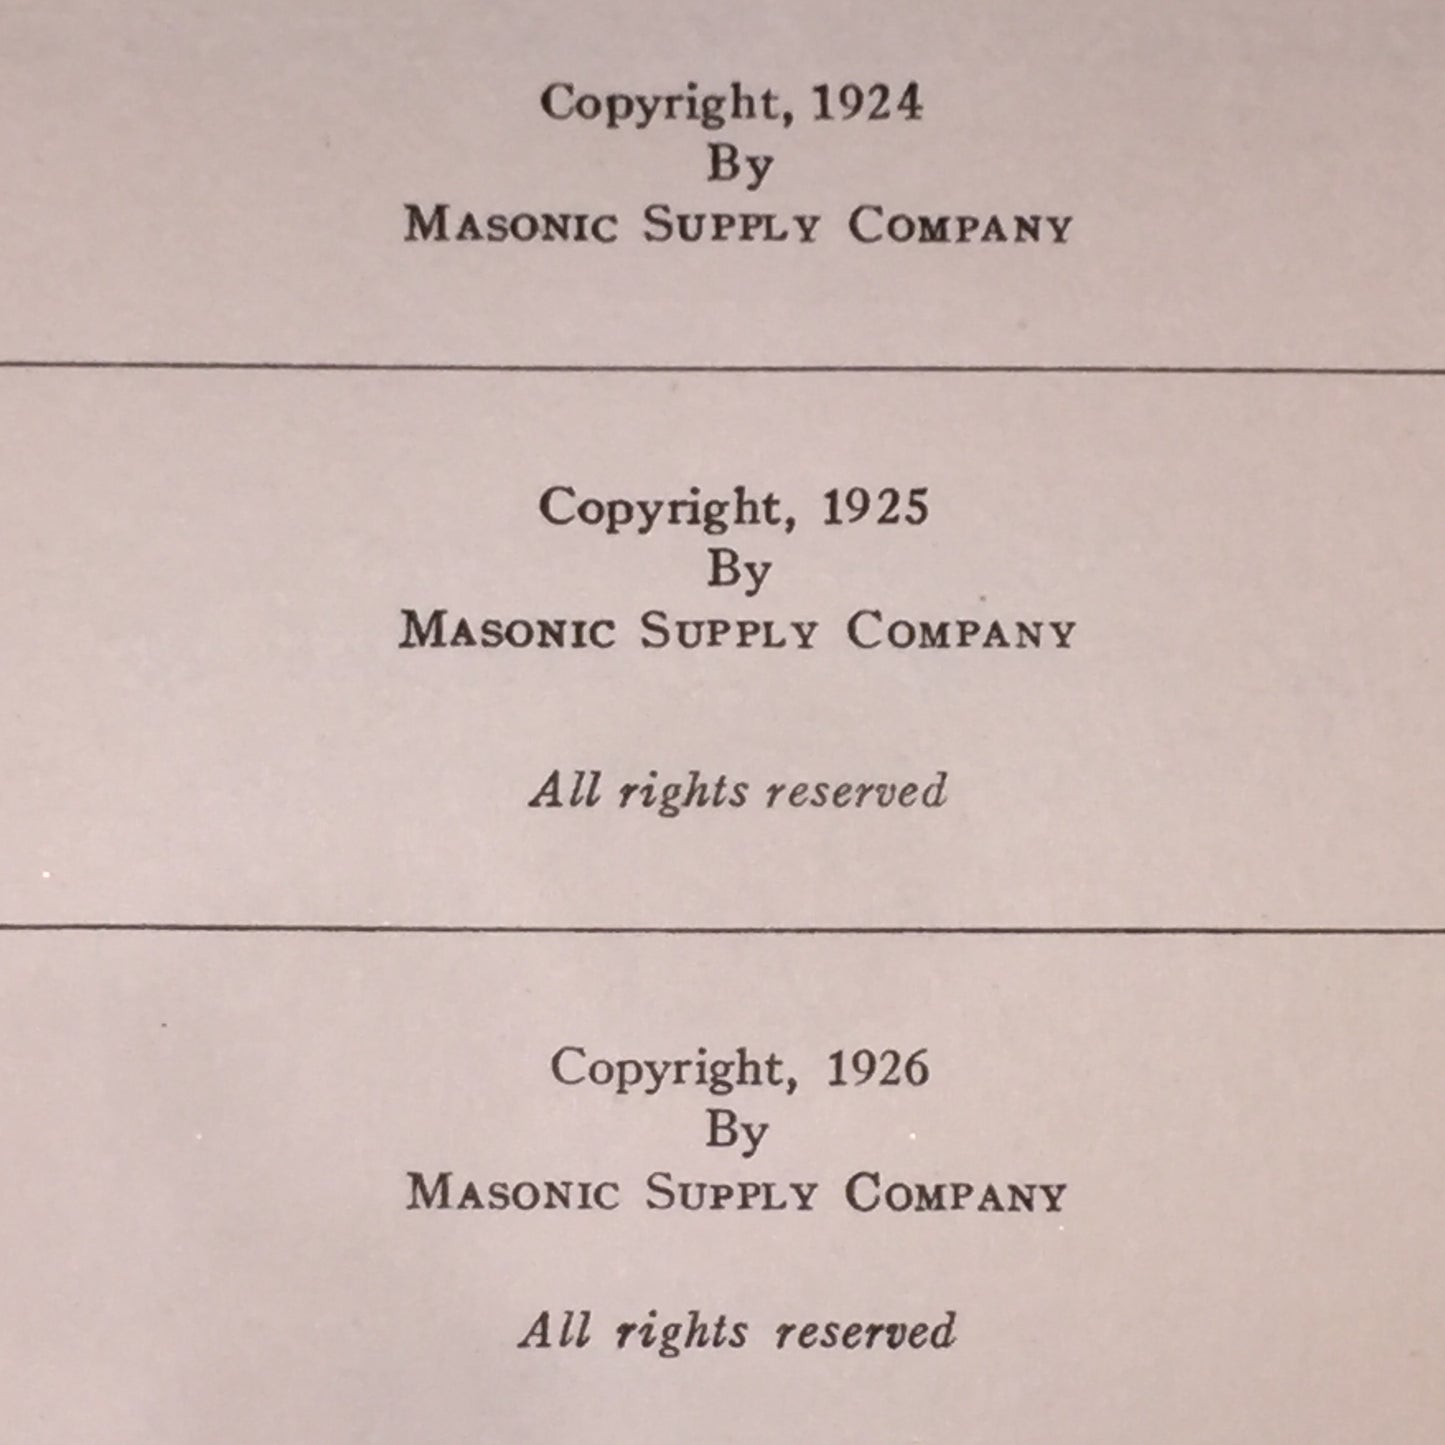 Copyright, 1924
By
MASONIC SUPPLY COMPANY
Copyright, 1925
By
MASONIC SUPPLY COMPANY
All rights reserved
Copyright, 1926
By
MASONIC SUPPLY COMPANY
All rights reserved